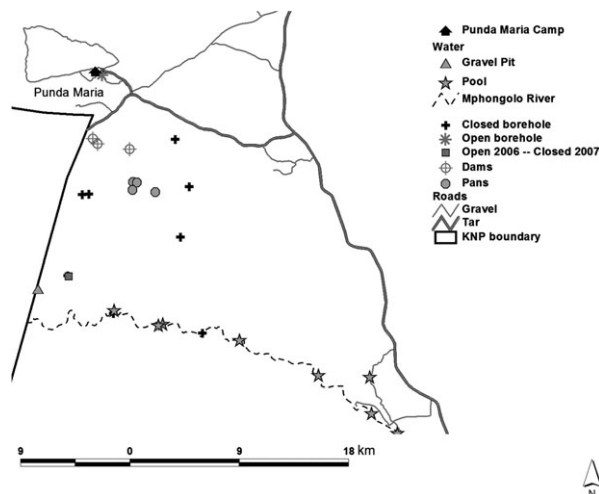 Punda Maria Camp
Water
Gravel Pit
Pool
Mphongolo River
Closed borehole
Open borehole
Open 2006 -- Closed 2007
Dams
Pans
Roads
Gravel
Tar
KNP boundary
Punda Maria
9 0 9 18 km
N